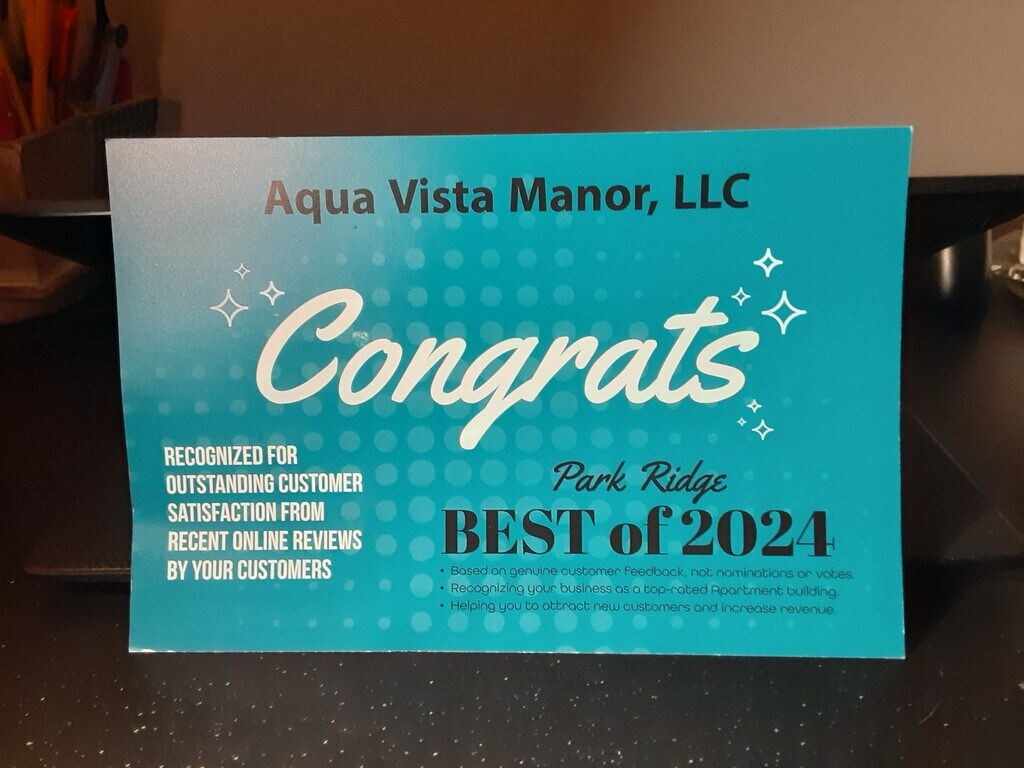 Aqua Vista Manor, LLC
Congrats
RECOGNIZED FOR
OUTSTANDING CUSTOMER
SATISFACTION FROM
RECENT ONLINE REVIEWS
BY YOUR CUSTOMERS
Park Ridge
BEST of 2024
• Based on genuine customer feedback, not nominations or votes.
• Recognizing your business as a top-rated Apartment building.
• Helping you to attract new customers and increase revenue.